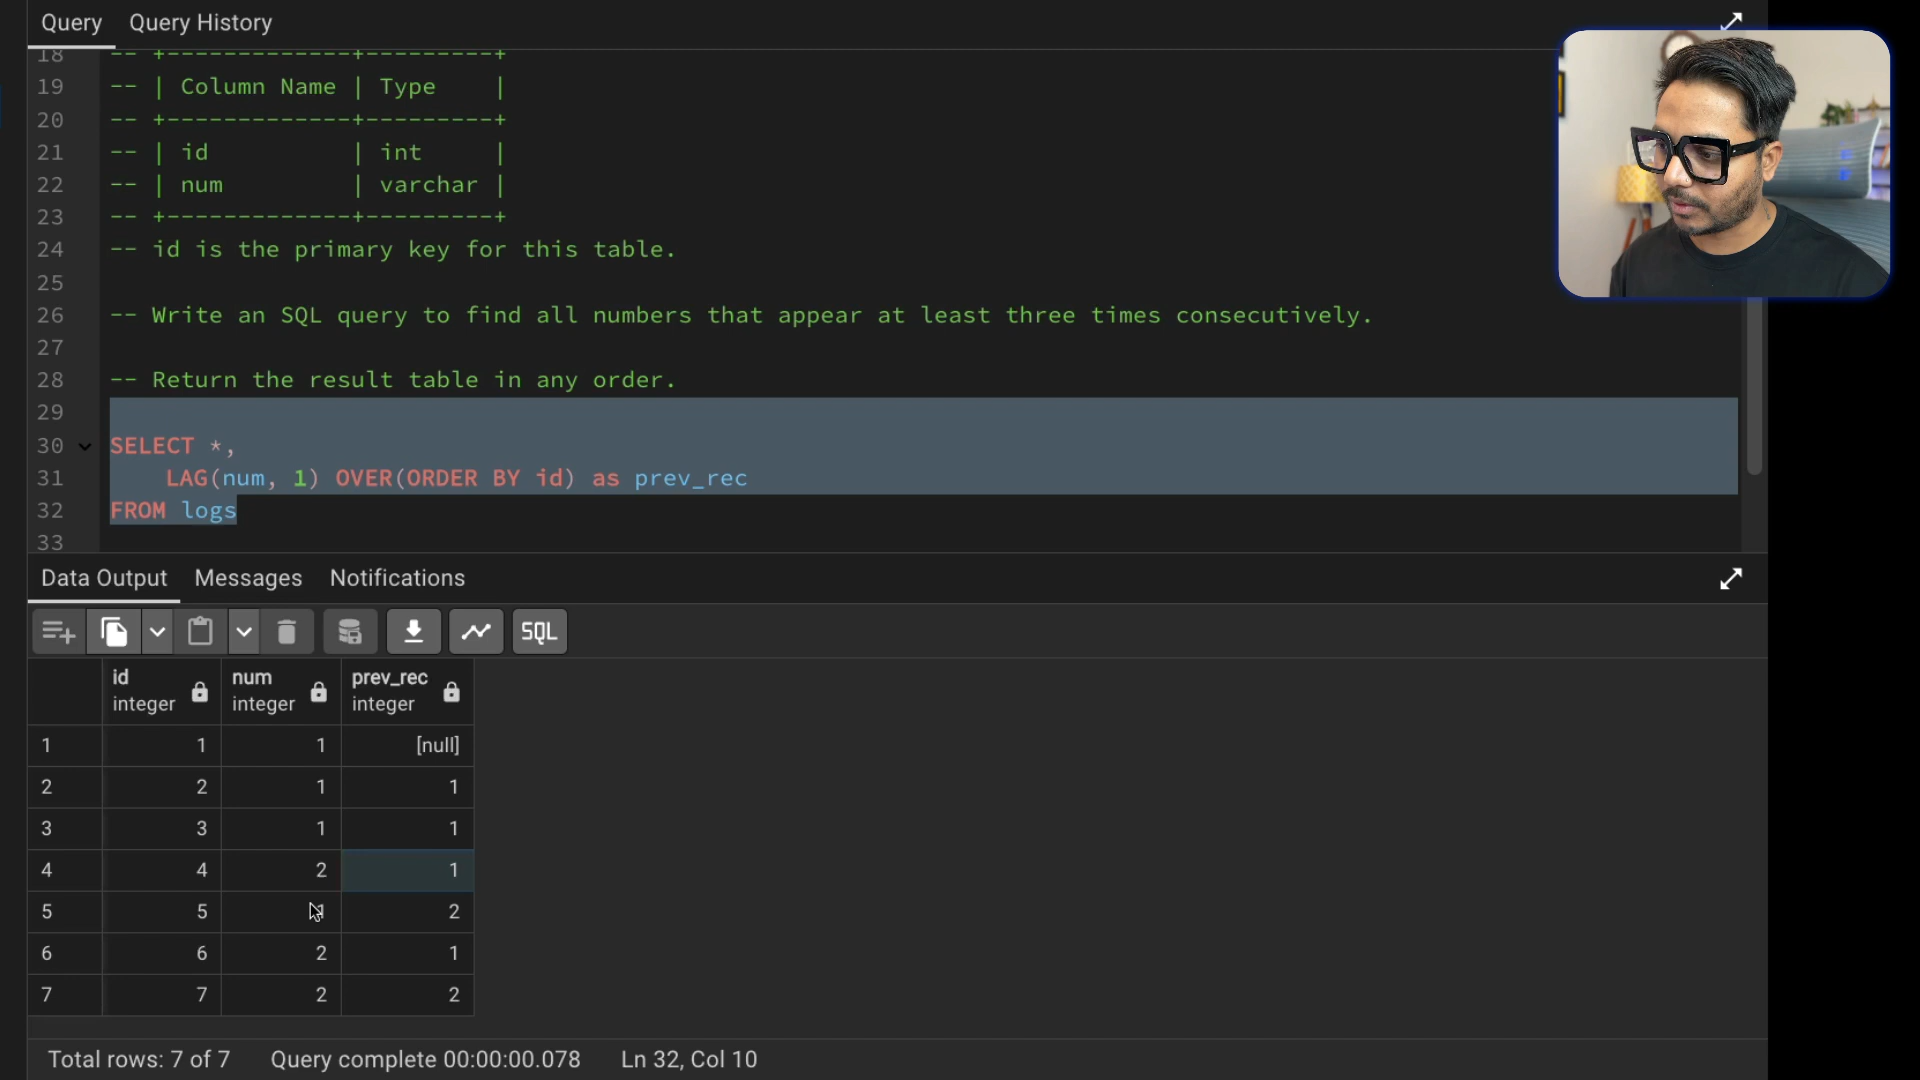 Query Query History
18 -- +-------------+---------+
19 -- | Column Name | Type |
20 -- +-------------+---------+
21 -- | id | int |
22 -- | num | varchar |
23 -- +-------------+---------+
24 -- id is the primary key for this table.
25
26 -- Write an SQL query to find all numbers that appear at least three times consecutively.
27
28 -- Return the result table in any order.
29
30 SELECT *,
31 LAG(num, 1) OVER(ORDER BY id) as prev_rec
32 FROM logs
33
Data Output Messages Notifications
SQL
id num prev_rec
integer integer integer
1 1 1 [null]
2 2 1 1
3 3 1 1
4 4 2 1
5 5 2
6 6 2 1
7 7 2 2
Total rows: 7 of 7 Query complete 00:00:00.078 Ln 32, Col 10